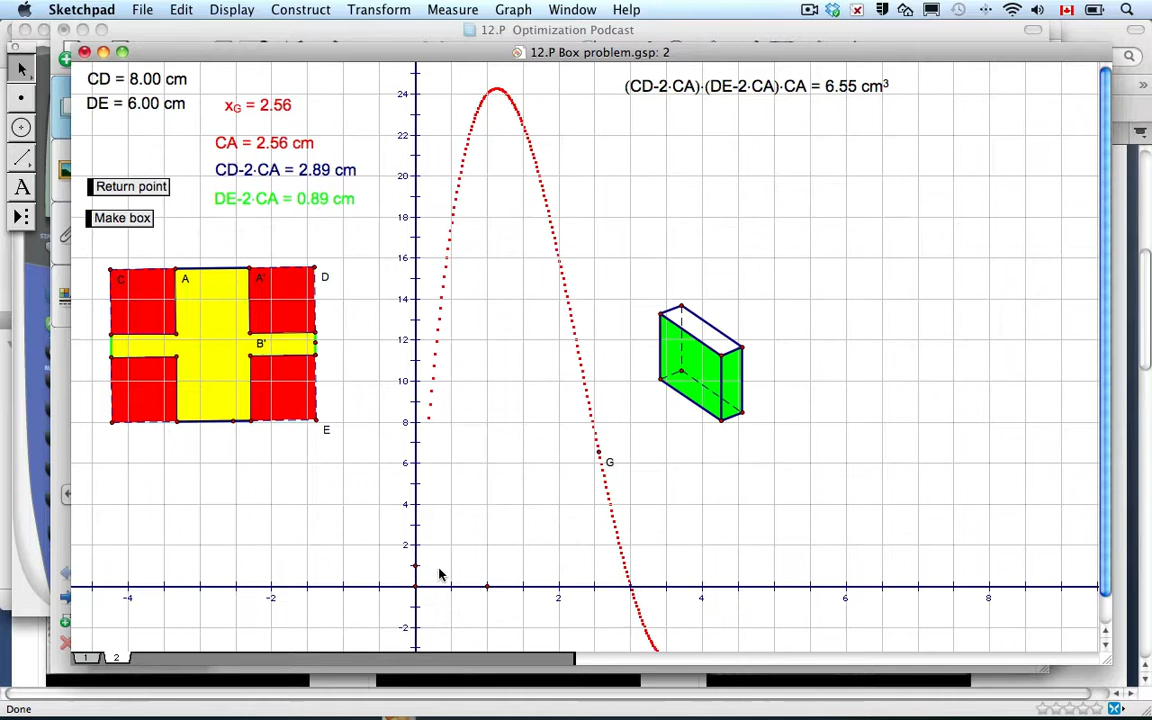 Sketchpad File Edit Display Construct Transform Measure Graph Window Help
12.P Optimization Podcast
12.P Box problem.gsp: 2
CD = 8.00 cm
DE = 6.00 cm
xG = 2.56
CA = 2.56 cm
CD-2·CA = 2.89 cm
DE-2·CA = 0.89 cm
(CD-2·CA)·(DE-2·CA)·CA = 6.55 cm³
Return point
Make box
C A A' D
B'
E
G
24
22
20
18
16
14
12
10
8
6
4
2
-2
-4 -2 2 4 6 8
1 2
Done